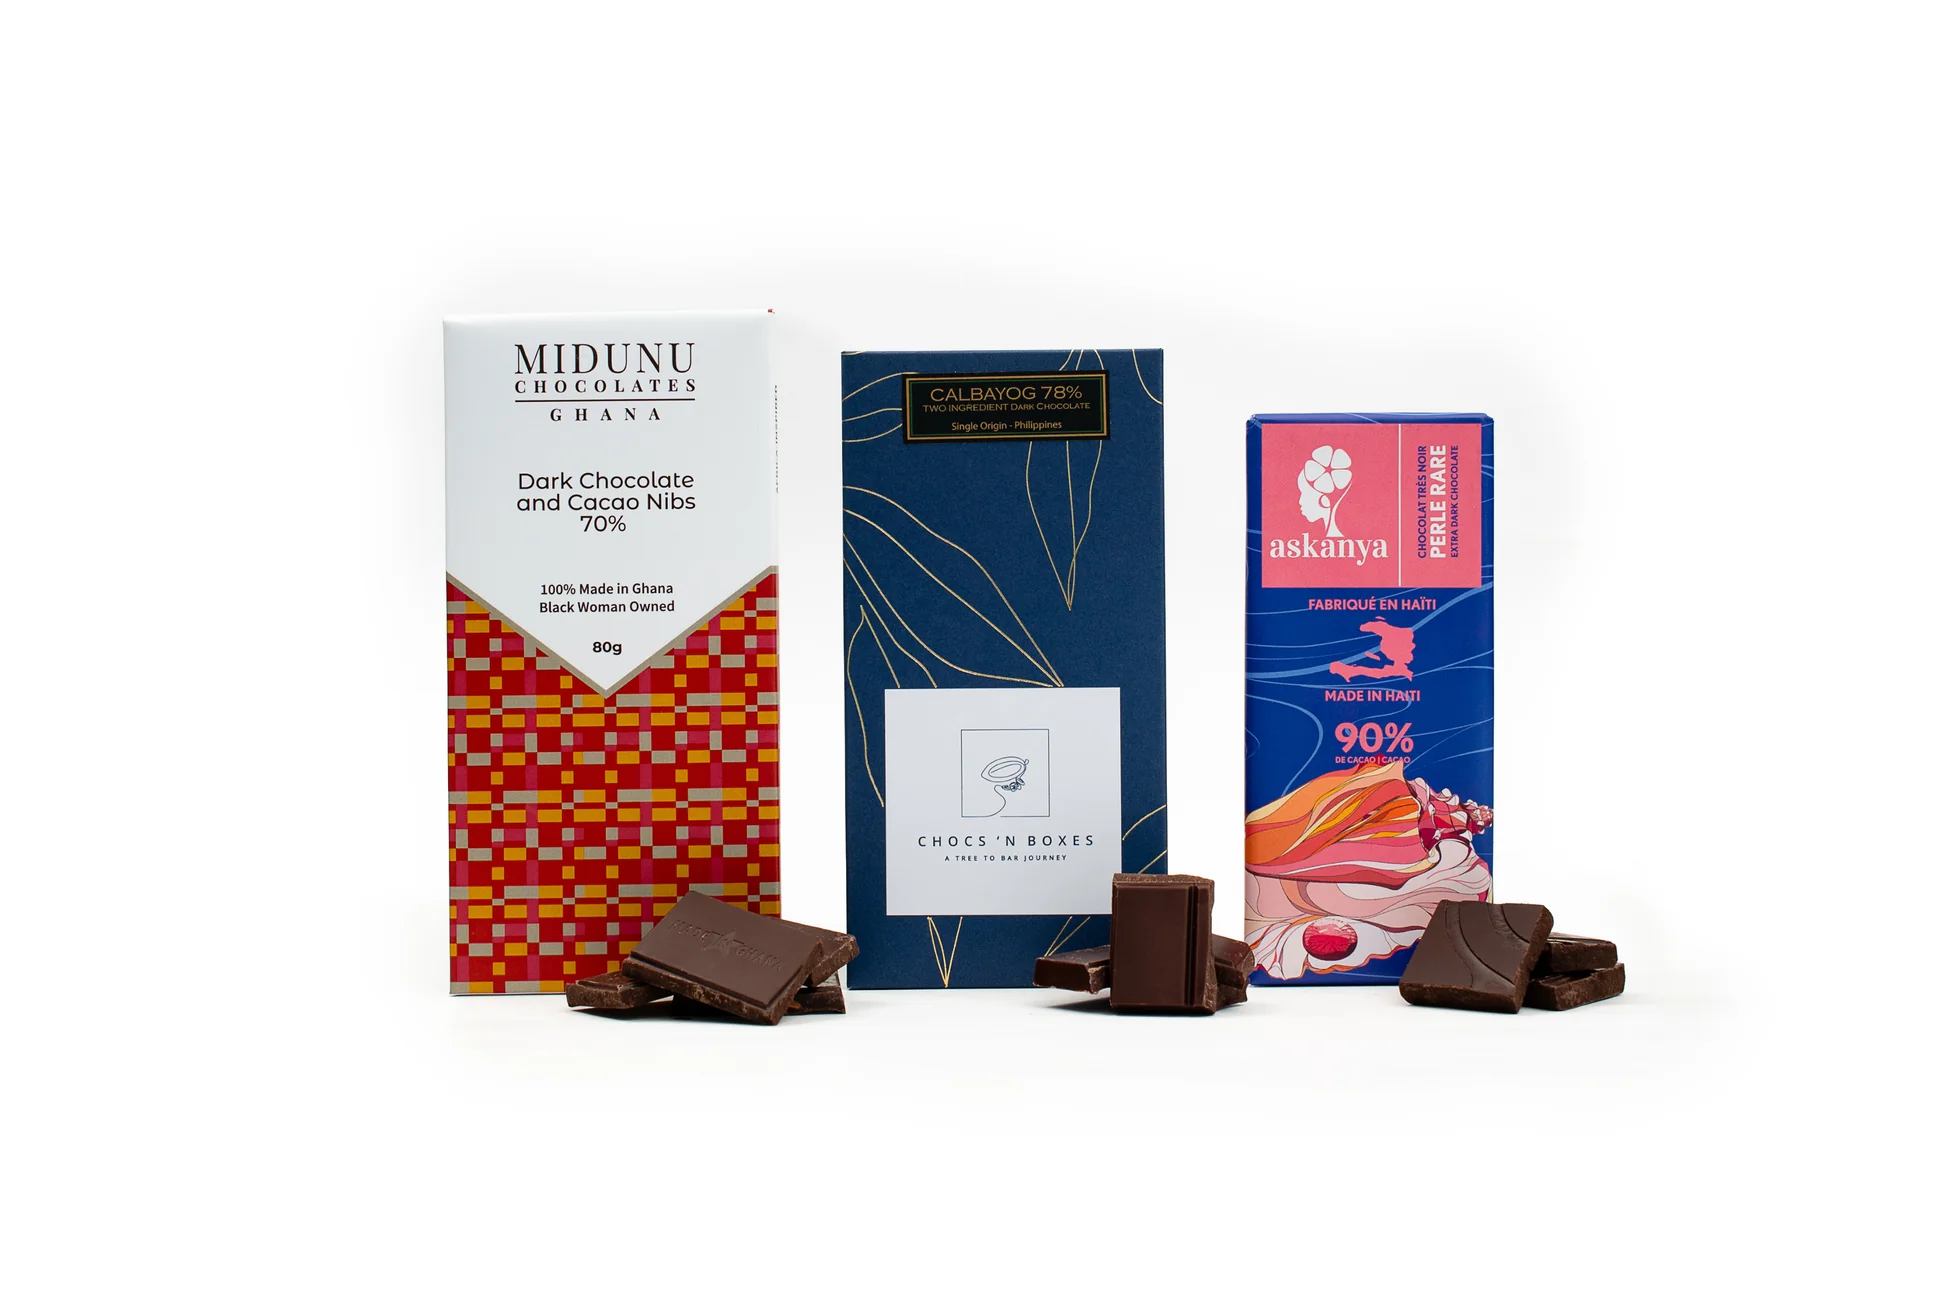 MIDUNU
CHOCOLATES
GHANA
Dark Chocolate
and Cacao Nibs
70%
100% Made in Ghana
Black Woman Owned
80g
CALBAYOG 78%
TWO INGREDIENT Dark Chocolate
Single Origin - Philippines
CHOCS 'N BOXES
A TREE TO BAR JOURNEY
askanya
CHOCOLAT TRÈS NOIR
PERLE RARE
EXTRA DARK CHOCOLATE
FABRIQUÉ EN HAÏTI
MADE IN HAITI
90%
DE CACAO | CACAO
GHANA